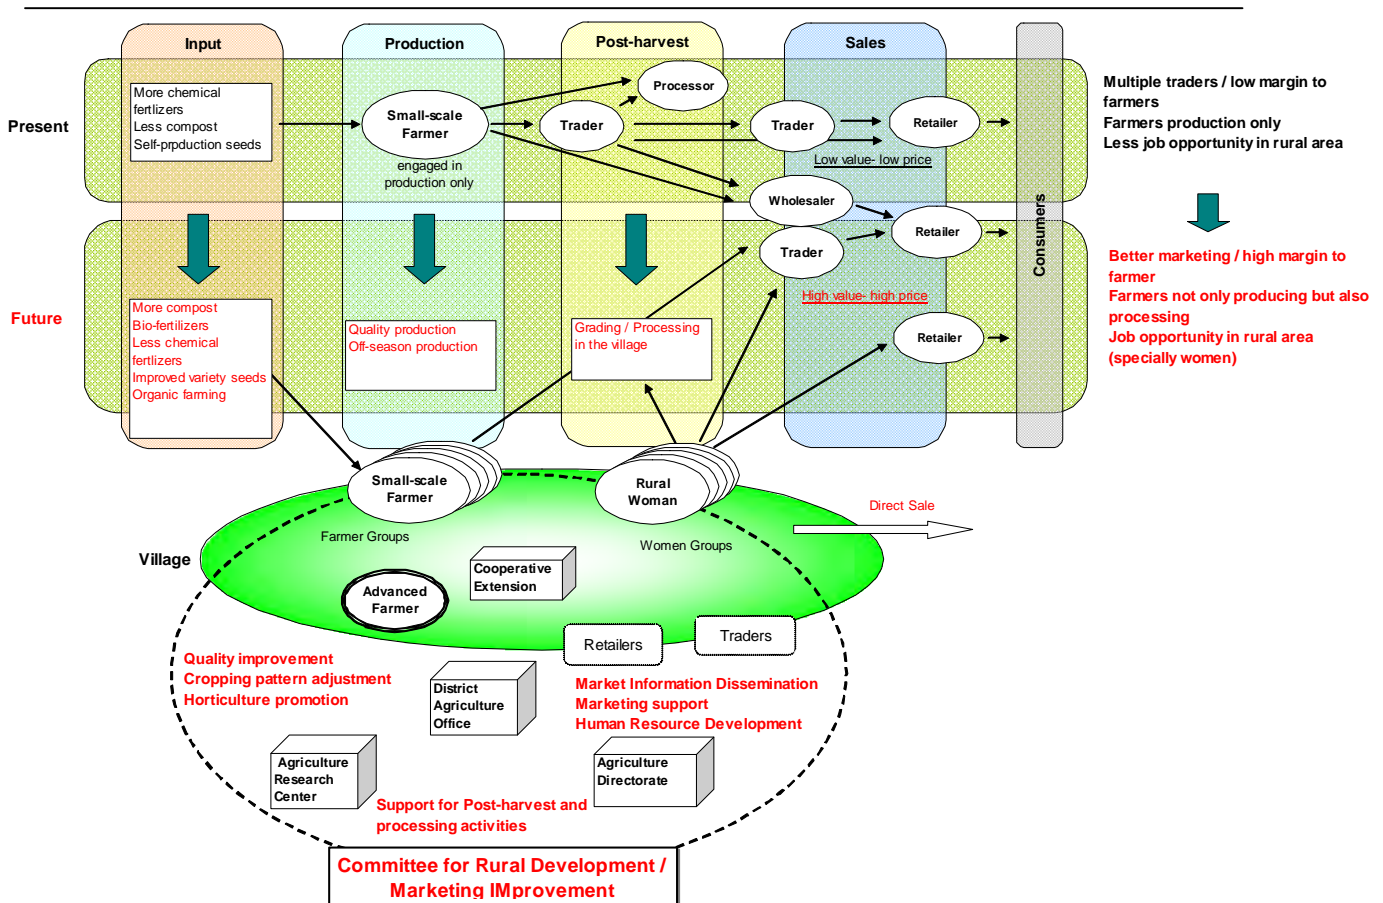 Input
Production
Post-harvest
Sales
Consumers
Present
More chemical
fertlizers
Less compost
Self-prpduction seeds
Small-scale
Farmer
engaged in
production only
Trader
Processor
Trader
Retailer
Low value- low price
Wholesaler
Trader
Retailer
High value- high price
Retailer
Multiple traders / low margin to
farmers
Farmers production only
Less job opportunity in rural area
Future
More compost
Bio-fertilizers
Less chemical
fertlizers
Improved variety seeds
Organic farming
Quality production
Off-season production
Grading / Processing
in the village
Better marketing / high margin to
farmer
Farmers not only producing but also
processing
Job opportunity in rural area
(specially women)
Small-scale
Farmer
Farmer Groups
Rural
Woman
Women Groups
Direct Sale
Village
Cooperative
Extension
Advanced
Farmer
Retailers
Traders
Quality improvement
Cropping pattern adjustment
Horticulture promotion
District
Agriculture
Office
Market Information Dissemination
Marketing support
Human Resource Development
Agriculture
Research
Center
Agriculture
Directorate
Support for Post-harvest and
processing activities
Committee for Rural Development /
Marketing IMprovement